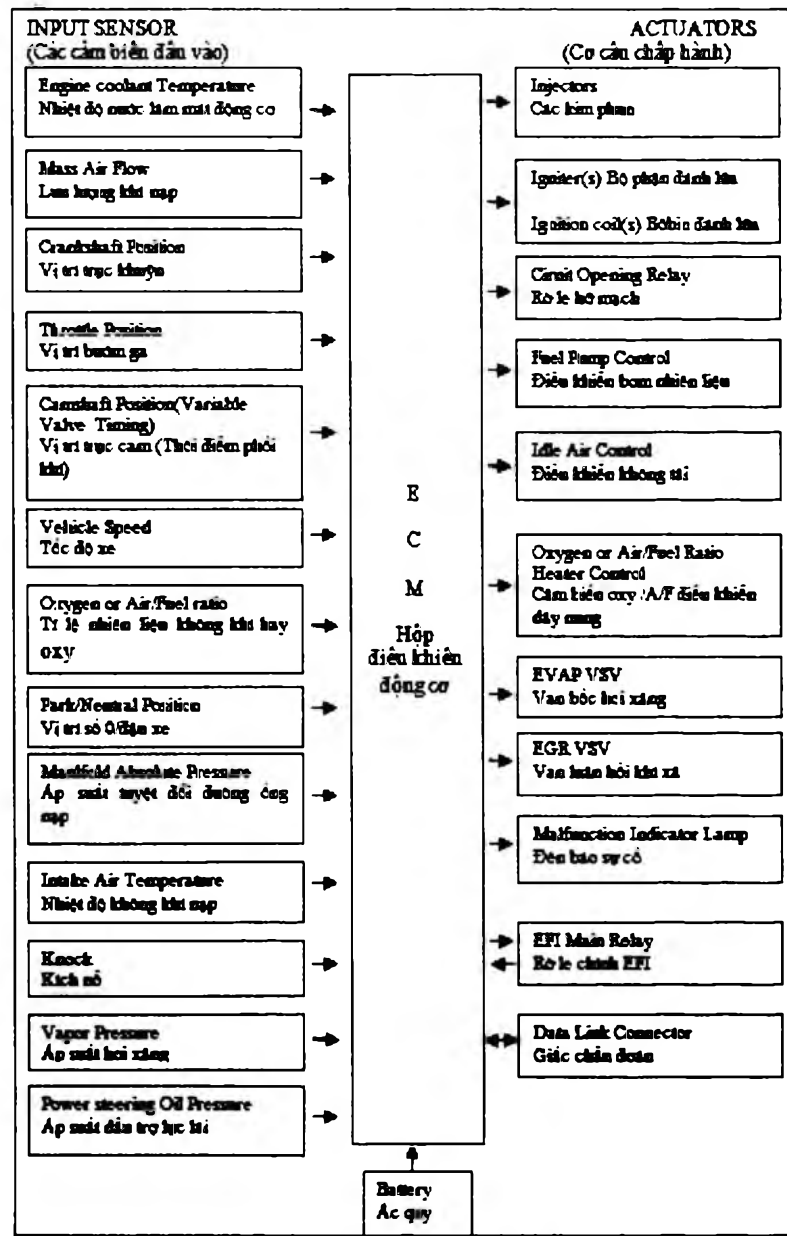 INPUT SENSOR
(Các cảm biến đầu vào)
Engine coolant Temperature
Nhiệt độ nước làm mát động cơ
Mass Air Flow
Lưu lượng khí nạp
Crankshaft Position
Vị trí trục khuỷu
Throttle Position
Vị trí bướm ga
Camshaft Position(Variable
Valve Timing)
Vị trí trục cam (Thời điểm phối
khí)
Vehicle Speed
Tốc độ xe
Oxygen or Air/Fuel ratio
Tỉ lệ nhiên liệu không khí hay
oxy
Park/Neutral Position
Vị trí số 0/đậu xe
Manifold Absolute Pressure
Áp suất tuyệt đối đường ống
nạp
Intake Air Temperature
Nhiệt độ không khí nạp
Knock
Kích nổ
Vapor Pressure
Áp suất hơi xăng
Power steering Oil Pressure
Áp suất dầu trợ lực lái
E
C
M
Hộp
điều khiển
động cơ
Battery
Ắc quy
ACTUATORS
(Cơ cấu chấp hành)
Injectors
Các kim phun
Igniter(s) Bộ phận đánh lửa
Ignition coil(s) Bôbin đánh lửa
Circuit Opening Relay
Rờ le hở mạch
Fuel Pump Control
Điều khiển bơm nhiên liệu
Idle Air Control
Điều khiển không tải
Oxygen or Air/Fuel Ratio
Heater Control
Cảm biến oxy /A/F điều khiển
dây nung
EVAP VSV
Van bốc hơi xăng
EGR VSV
Van luân hồi khí xả
Malfunction Indicator Lamp
Đèn báo sự cố
EFI Main Relay
Rờ le chính EFI
Data Link Connector
Giắc chẩn đoán